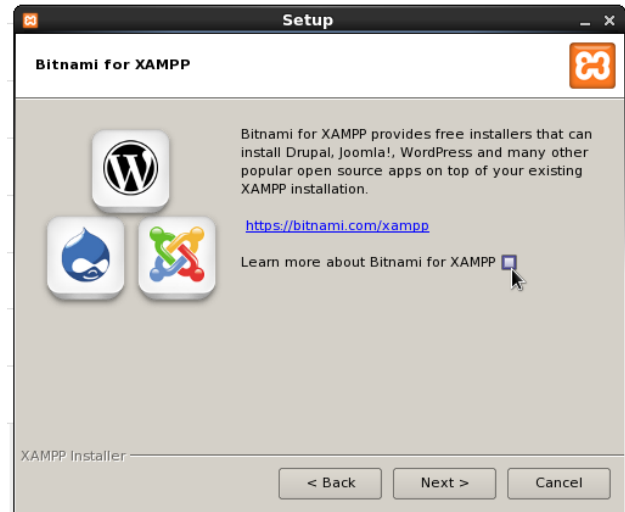 Setup
Bitnami for XAMPP
Bitnami for XAMPP provides free installers that can
install Drupal, Joomla!, WordPress and many other
popular open source apps on top of your existing
XAMPP installation.
https://bitnami.com/xampp
Learn more about Bitnami for XAMPP
XAMPP Installer
< Back
Next >
Cancel